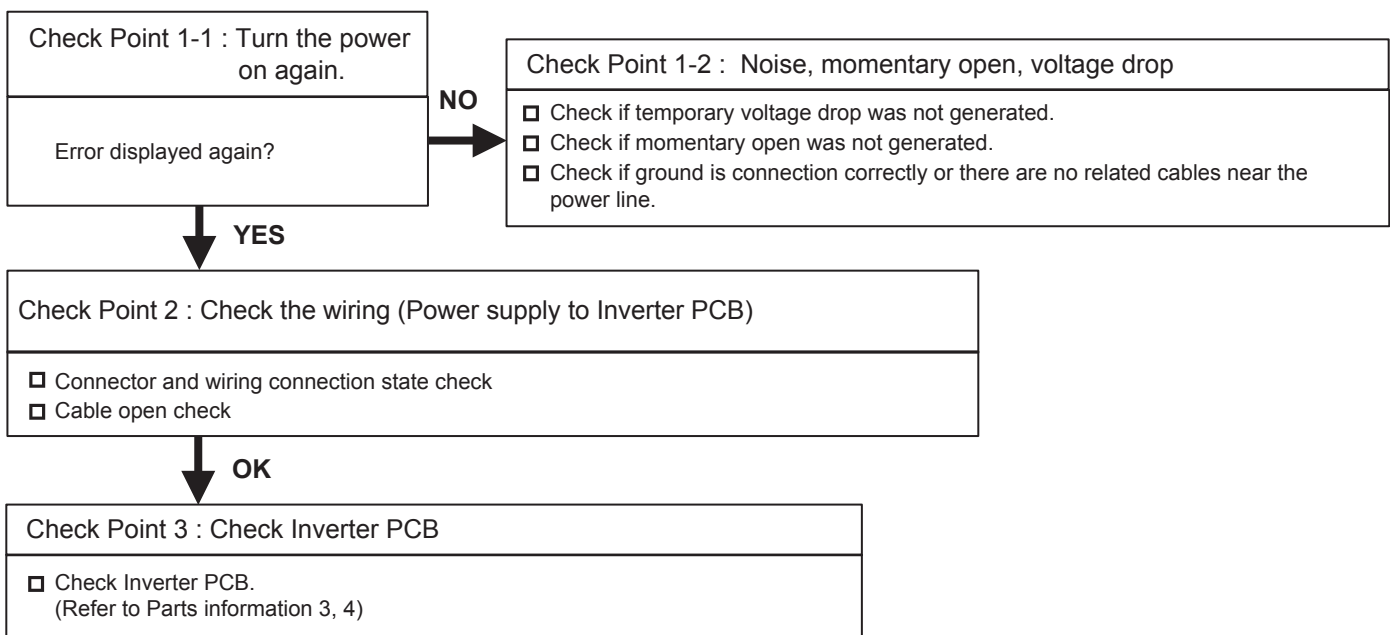 Check Point 1-1 : Turn the power
on again.
Error displayed again?
NO
Check Point 1-2 : Noise, momentary open, voltage drop
Check if temporary voltage drop was not generated.
Check if momentary open was not generated.
Check if ground is connection correctly or there are no related cables near the
power line.
YES
Check Point 2 : Check the wiring (Power supply to Inverter PCB)
Connector and wiring connection state check
Cable open check
OK
Check Point 3 : Check Inverter PCB
Check Inverter PCB.
(Refer to Parts information 3, 4)